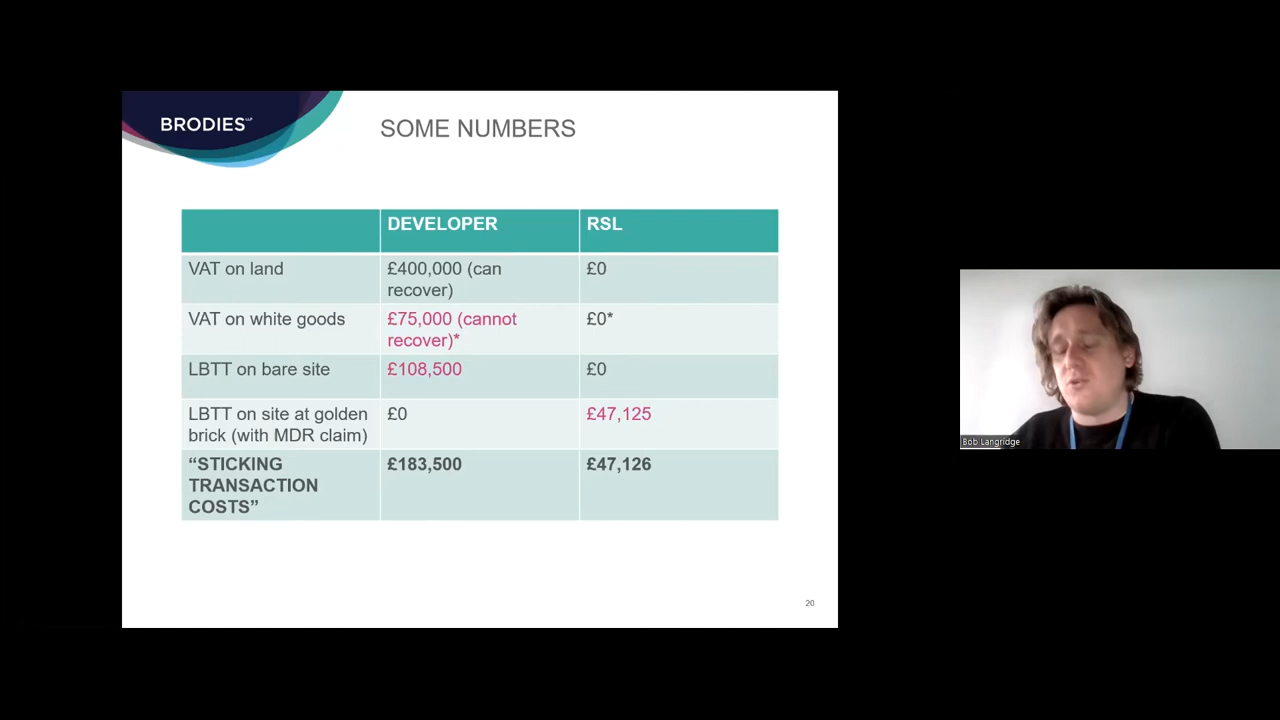 BRODIES LLP
SOME NUMBERS
DEVELOPER
RSL
VAT on land
£400,000 (can
recover)
£0
VAT on white goods
£75,000 (cannot
recover)*
£0*
LBTT on bare site
£108,500
£0
LBTT on site at golden
brick (with MDR claim)
£0
£47,125
“STICKING
TRANSACTION
COSTS”
£183,500
£47,126
20
Bob Langridge